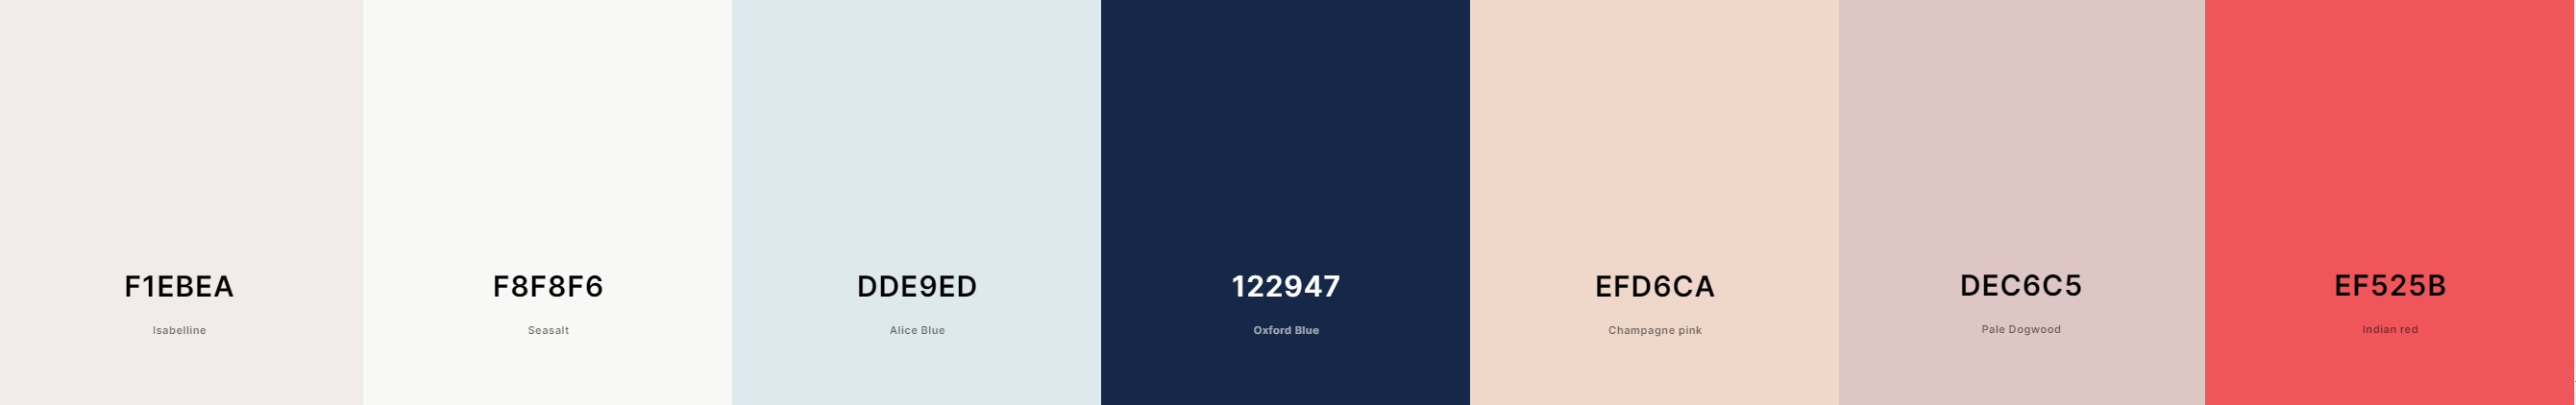 F1EBEA
Isabelline
F8F8F6
Seasalt
DDE9ED
Alice Blue
122947
Oxford Blue
EFD6CA
Champagne pink
DEC6C5
Pale Dogwood
EF525B
Indian red